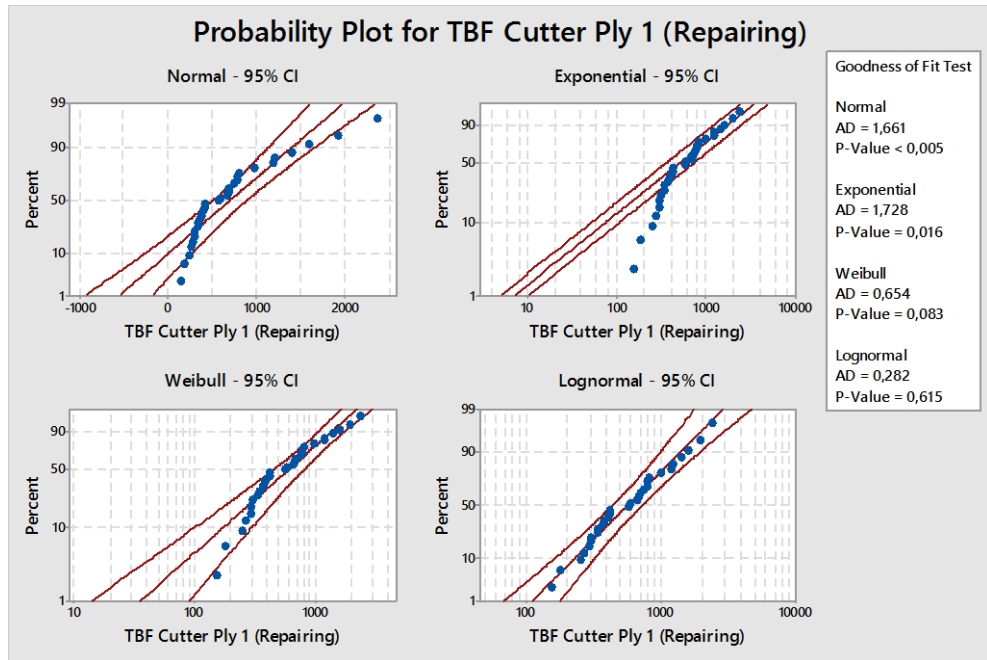 Probability Plot for TBF Cutter Ply 1 (Repairing)
Normal - 95% CI
99
90
50
10
1
Percent
-1000
0
1000
2000
TBF Cutter Ply 1 (Repairing)
Exponential - 95% CI
90
50
10
1
Percent
10
100
1000
10000
TBF Cutter Ply 1 (Repairing)
Weibull - 95% CI
90
50
10
1
Percent
10
100
1000
TBF Cutter Ply 1 (Repairing)
Lognormal - 95% CI
99
90
50
10
1
Percent
10
100
1000
10000
TBF Cutter Ply 1 (Repairing)
Goodness of Fit Test
Normal
AD = 1,661
P-Value < 0,005
Exponential
AD = 1,728
P-Value = 0,016
Weibull
AD = 0,654
P-Value = 0,083
Lognormal
AD = 0,282
P-Value = 0,615